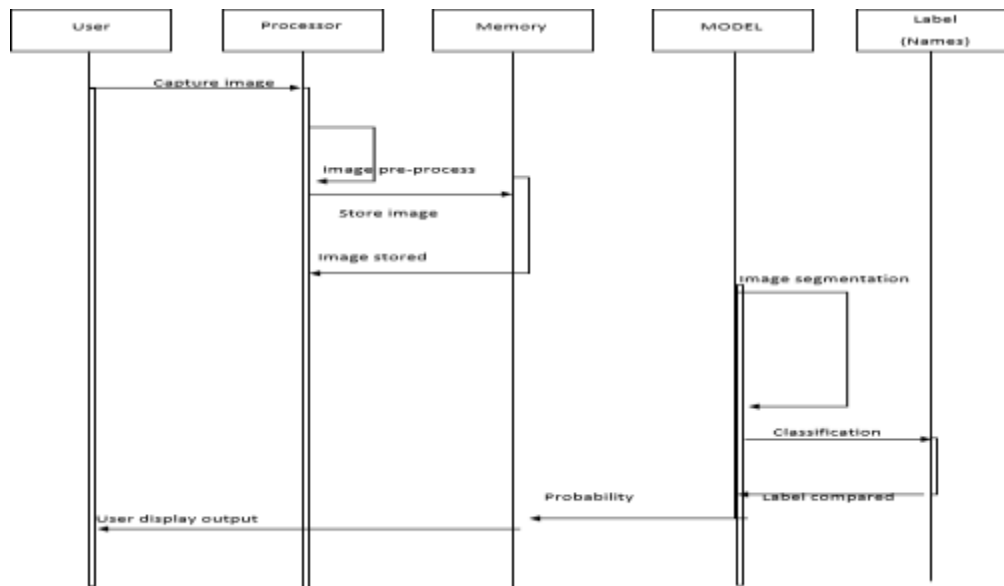 User
Processor
Memory
MODEL
Label
(Names)
Capture image
Image pre-process
Store image
Image stored
Image segmentation
Classification
Label compared
Probability
User display output